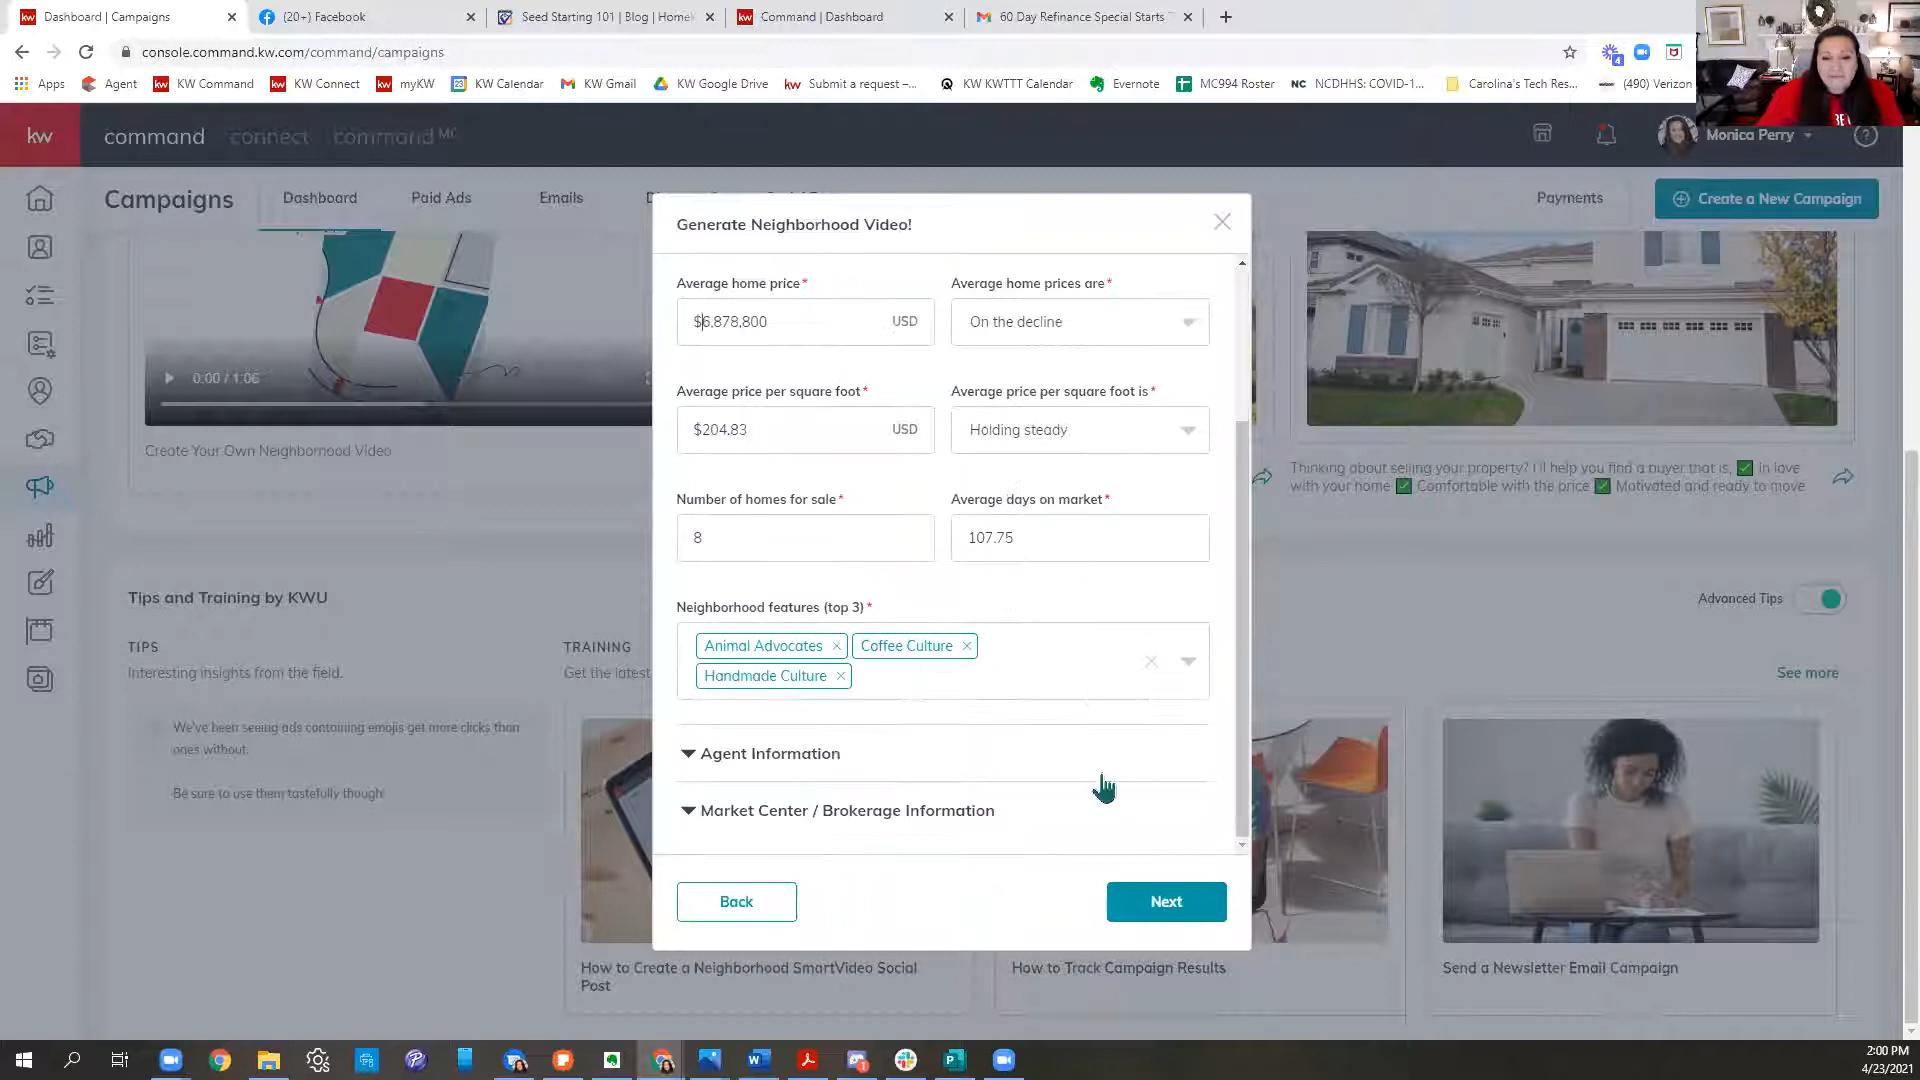 Dashboard | Campaigns
(20+) Facebook
Seed Starting 101 | Blog | Home
Command | Dashboard
60 Day Refinance Special Starts
console.command.kw.com/command/campaigns
Apps
Agent
KW Command
KW Connect
myKW
KW Calendar
KW Gmail
KW Google Drive
Submit a request –...
KW KWTTT Calendar
Evernote
MC994 Roster
NC NCDHHS: COVID-1...
Carolina's Tech Res...
(490) Verizon
kw
command
connect
command MC
Monica Perry
Campaigns
Dashboard
Paid Ads
Emails
Payments
Create a New Campaign
Generate Neighborhood Video!
Average home price*
Average home prices are*
$6,878,800
USD
On the decline
Average price per square foot*
Average price per square foot is*
$204.83
USD
Holding steady
Number of homes for sale*
Average days on market*
8
107.75
Neighborhood features (top 3)*
Animal Advocates
Coffee Culture
Handmade Culture
Agent Information
Market Center / Brokerage Information
Back
Next
0:00 / 1:06
Create Your Own Neighborhood Video
Thinking about selling your property? I'll help you find a buyer that is, ✅ In love
with your home ✅ Comfortable with the price ✅ Motivated and ready to move
Tips and Training by KWU
Advanced Tips
TIPS
Interesting insights from the field.
TRAINING
Get the latest
See more
We've been seeing ads containing emojis get more clicks than
ones without.
Be sure to use them tastefully though!
How to Create a Neighborhood SmartVideo Social
Post
How to Track Campaign Results
Send a Newsletter Email Campaign
2:00 PM
4/23/2021